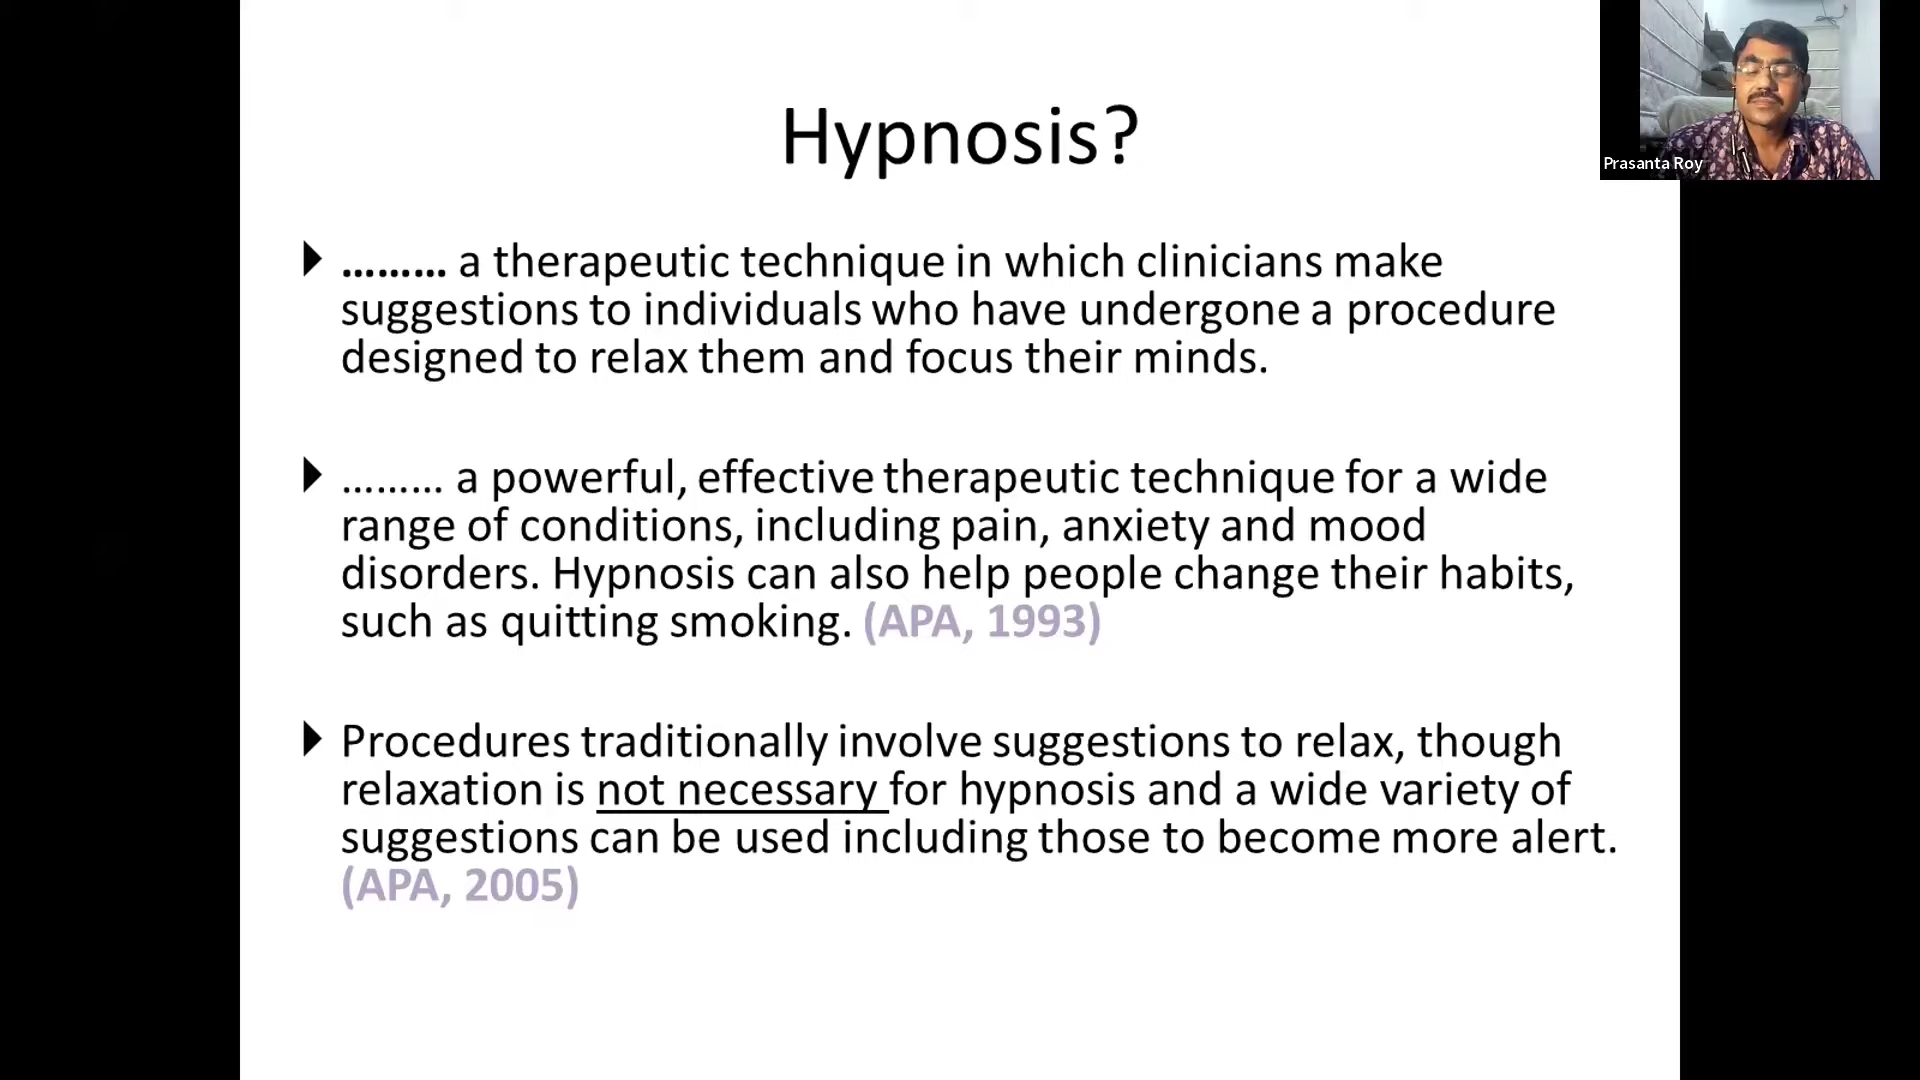 Hypnosis?
Prasanta Roy
……… a therapeutic technique in which clinicians make
suggestions to individuals who have undergone a procedure
designed to relax them and focus their minds.
……… a powerful, effective therapeutic technique for a wide
range of conditions, including pain, anxiety and mood
disorders. Hypnosis can also help people change their habits,
such as quitting smoking. (APA, 1993)
Procedures traditionally involve suggestions to relax, though
relaxation is not necessary for hypnosis and a wide variety of
suggestions can be used including those to become more alert.
(APA, 2005)